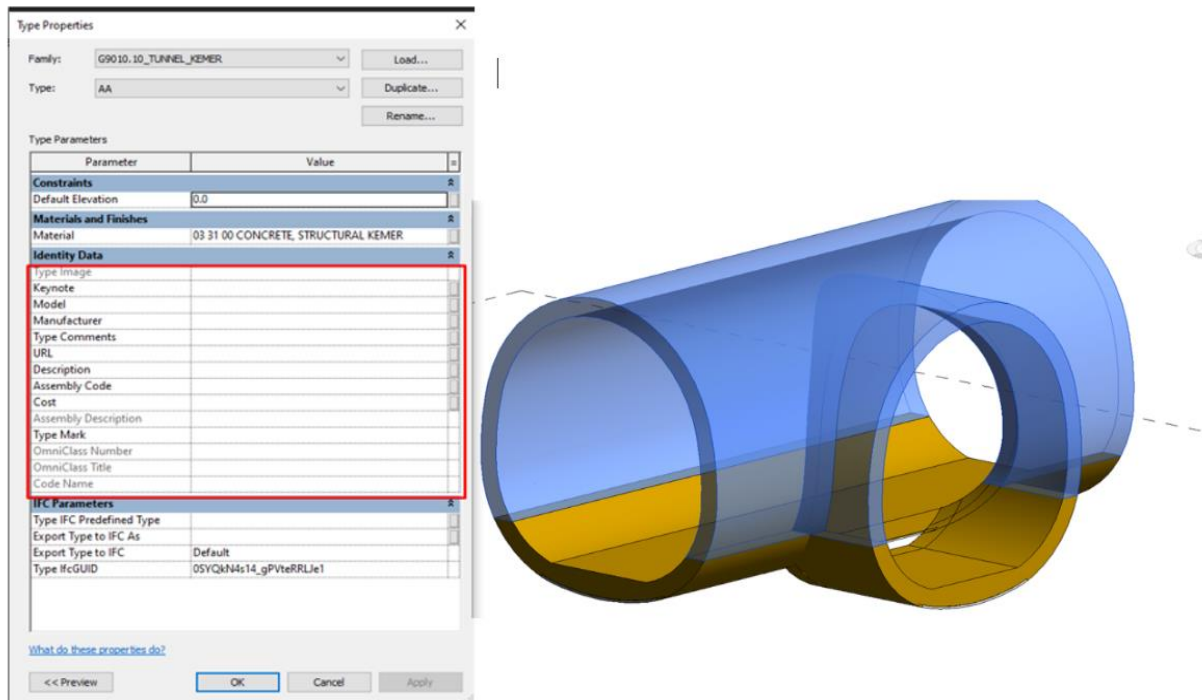 Type Properties
Family: G9010.10_TUNNEL_KEMER Load...
Type: AA Duplicate...
Rename...
Type Parameters
Parameter Value =
Constraints
Default Elevation 0.0
Materials and Finishes
Material 03 31 00 CONCRETE, STRUCTURAL KEMER
Identity Data
Type Image
Keynote
Model
Manufacturer
Type Comments
URL
Description
Assembly Code
Cost
Assembly Description
Type Mark
OmniClass Number
OmniClass Title
Code Name
IFC Parameters
Type IFC Predefined Type
Export Type to IFC As
Export Type to IFC Default
Type IfcGUID 0SYQkN4s14_gPVteRRLJe1
What do these properties do?
<< Preview OK Cancel Apply